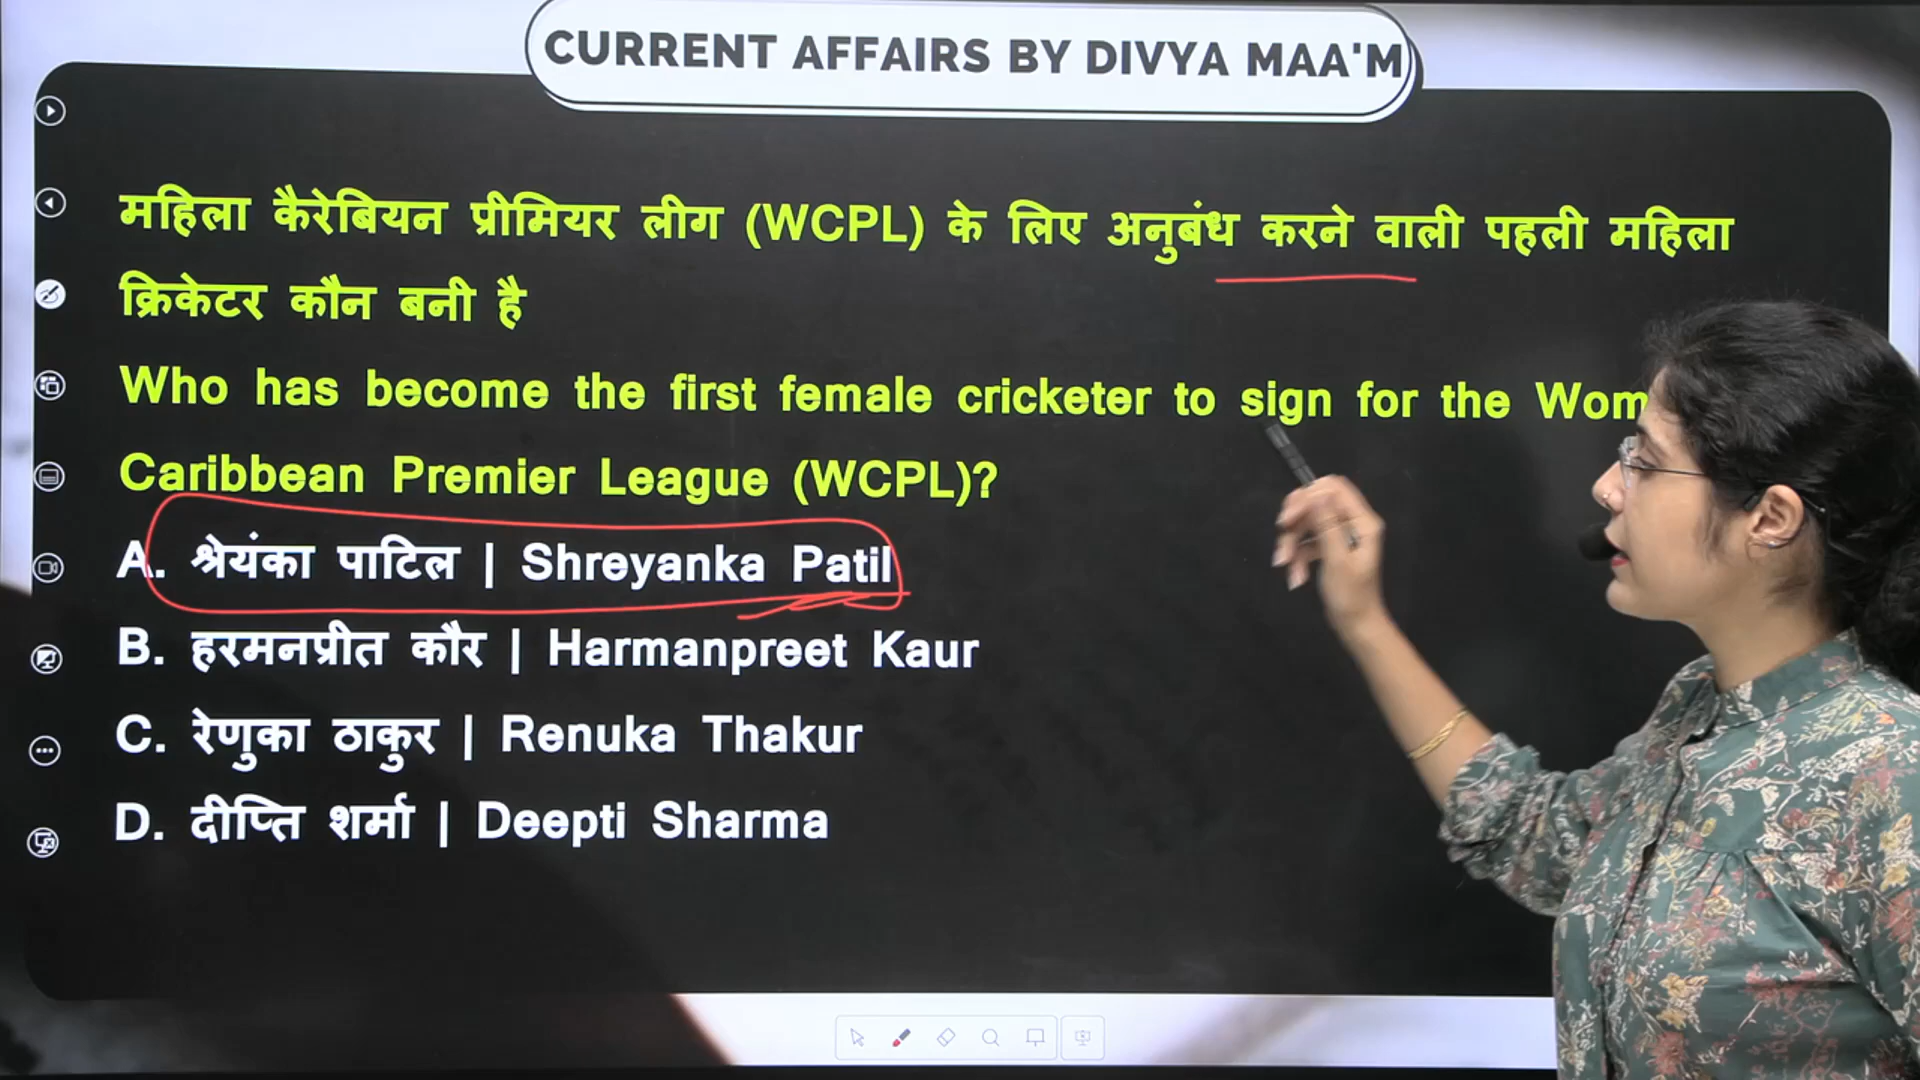 CURRENT AFFAIRS BY DIVYA MAA'M
महिला कैरेबियन प्रीमियर लीग (WCPL) के लिए अनुबंध करने वाली पहली महिला
क्रिकेटर कौन बनी है
Who has become the first female cricketer to sign for the
Caribbean Premier League (WCPL)?
A. श्रेयंका पाटिल | Shreyanka Patil
B. हरमनप्रीत कौर | Harmanpreet Kaur
C. रेणुका ठाकुर | Renuka Thakur
D. दीप्ति शर्मा | Deepti Sharma